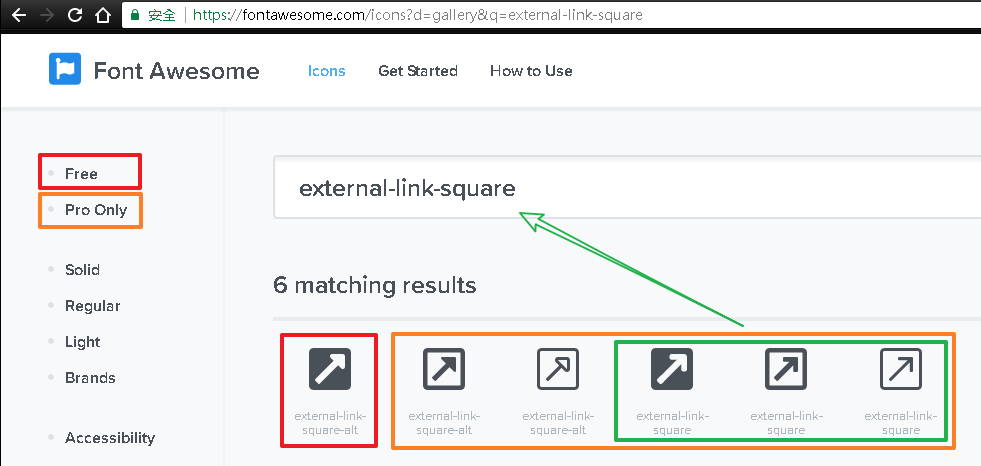 安全 https://fontawesome.com/icons?d=gallery&q=external-link-square
Font Awesome Icons Get Started How to Use
Free
Pro Only
Solid
Regular
Light
Brands
Accessibility
external-link-square
6 matching results
external-link- external-link- external-link- external-link- external-link- external-link-
square-alt square-alt square-alt square square square